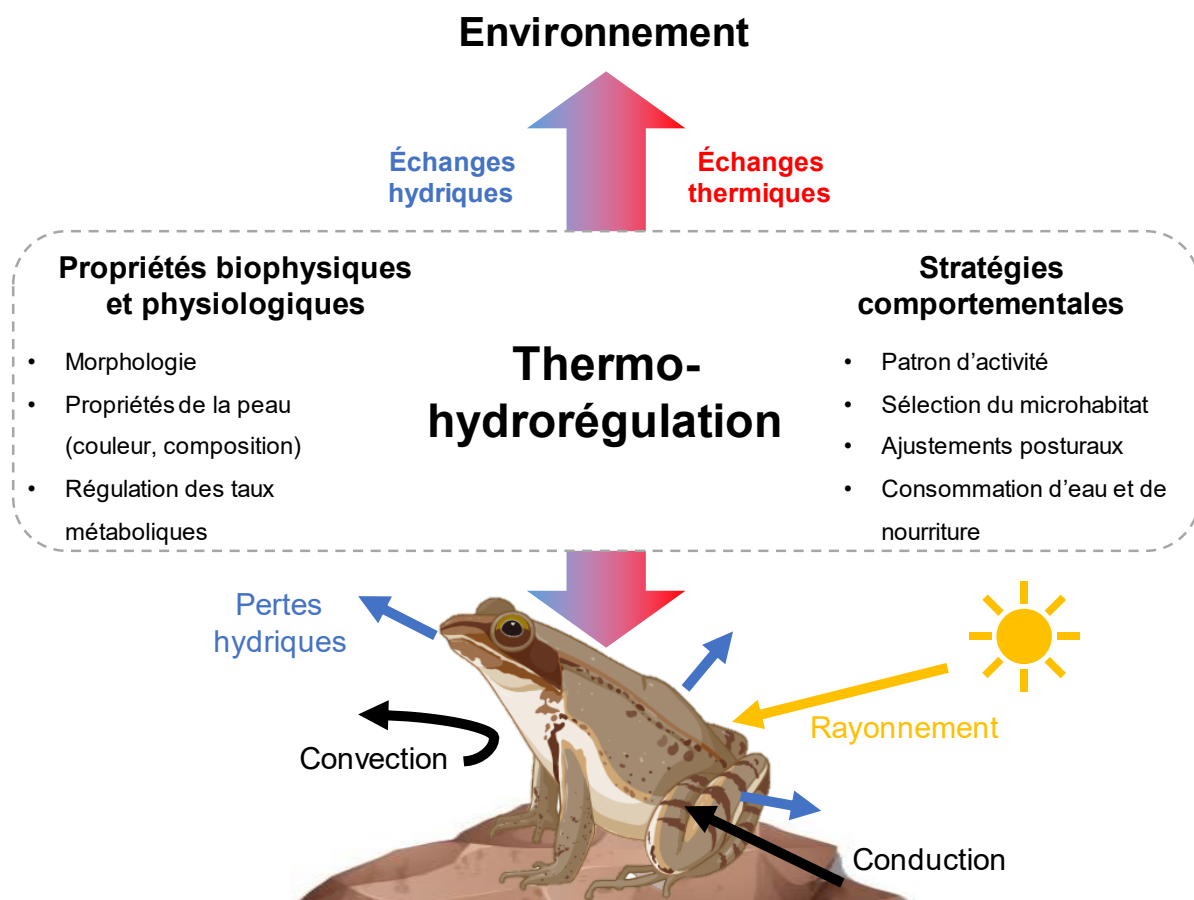 Environnement
Échanges
hydriques
Échanges
thermiques
Propriétés biophysiques
et physiologiques
• Morphologie
• Propriétés de la peau
(couleur, composition)
• Régulation des taux
métaboliques
Thermo-
hydrorégulation
Stratégies
comportementales
• Patron d’activité
• Sélection du microhabitat
• Ajustements posturaux
• Consommation d’eau et de
nourriture
Pertes
hydriques
Rayonnement
Convection
Conduction